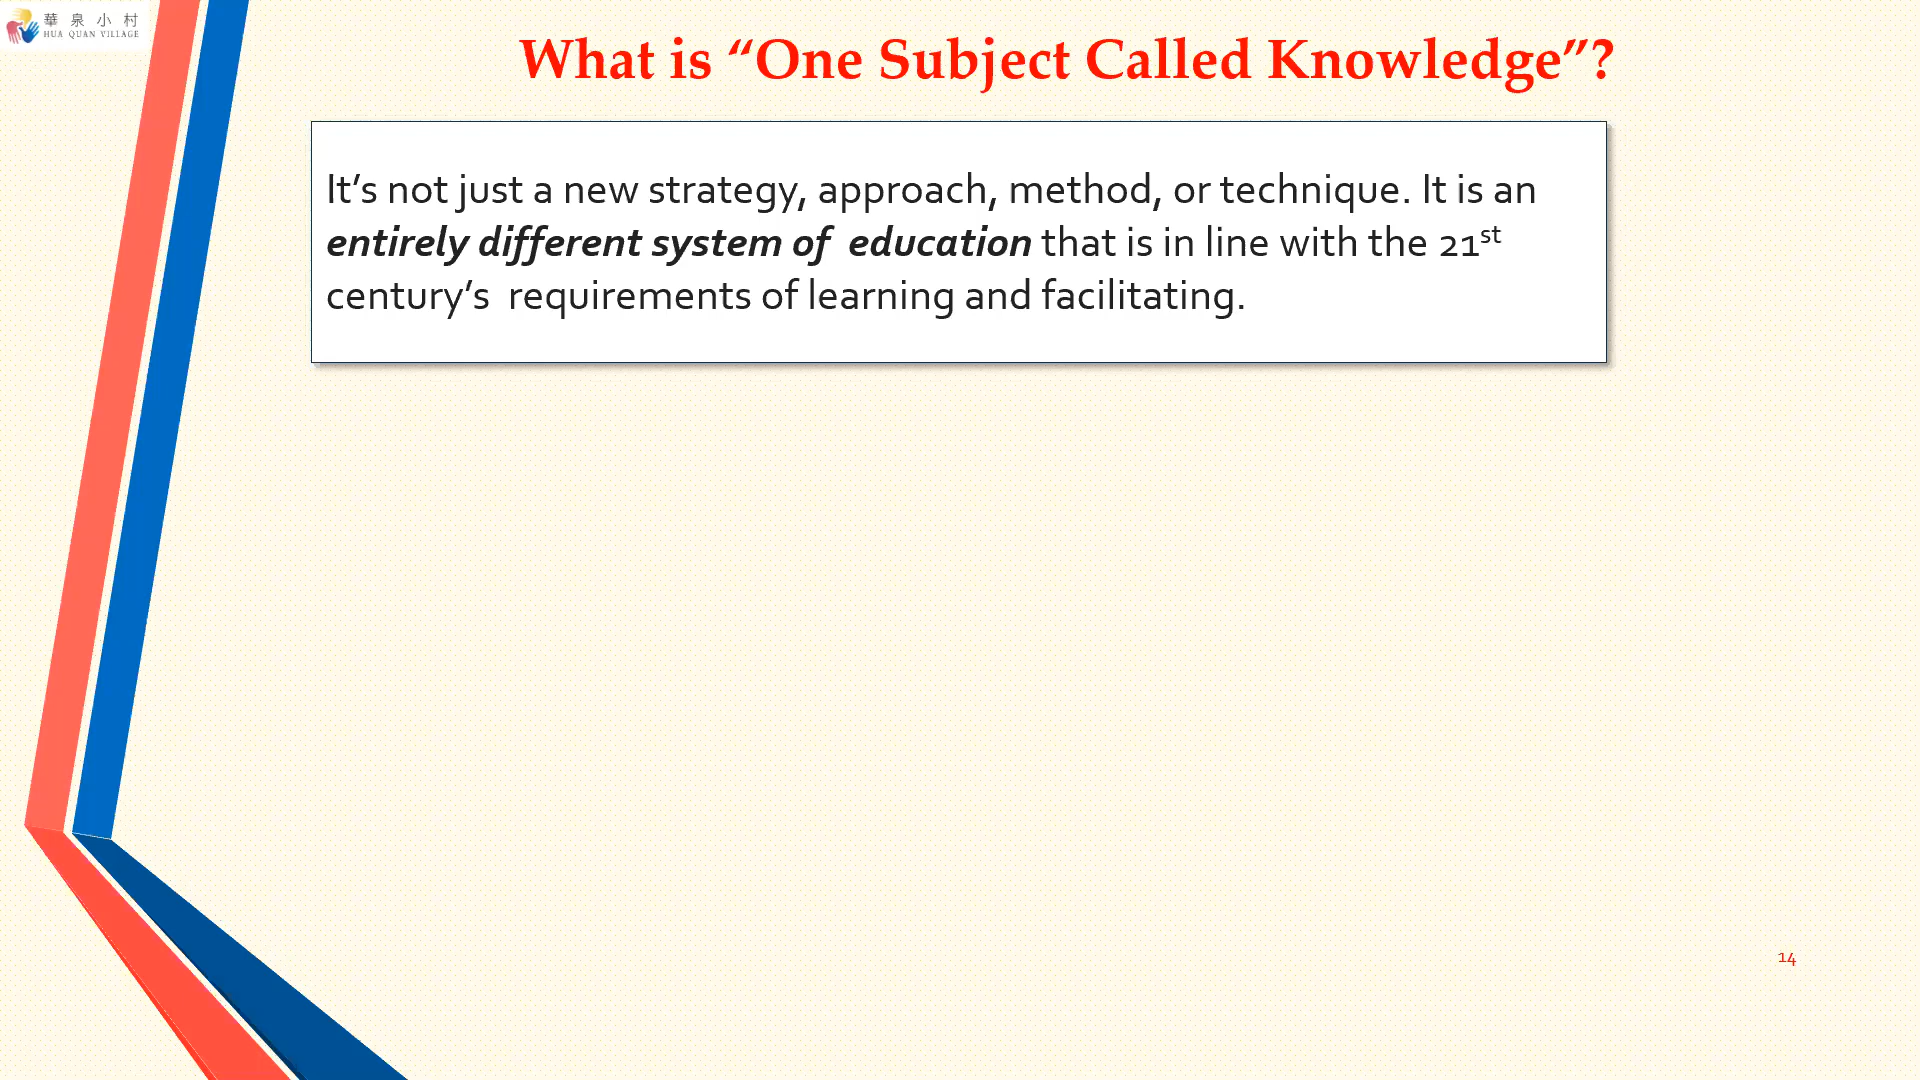 華泉小村
HUA QUAN VILLAGE
What is “One Subject Called Knowledge”?
It’s not just a new strategy, approach, method, or technique. It is an
entirely different system of education that is in line with the 21st
century’s requirements of learning and facilitating.
14